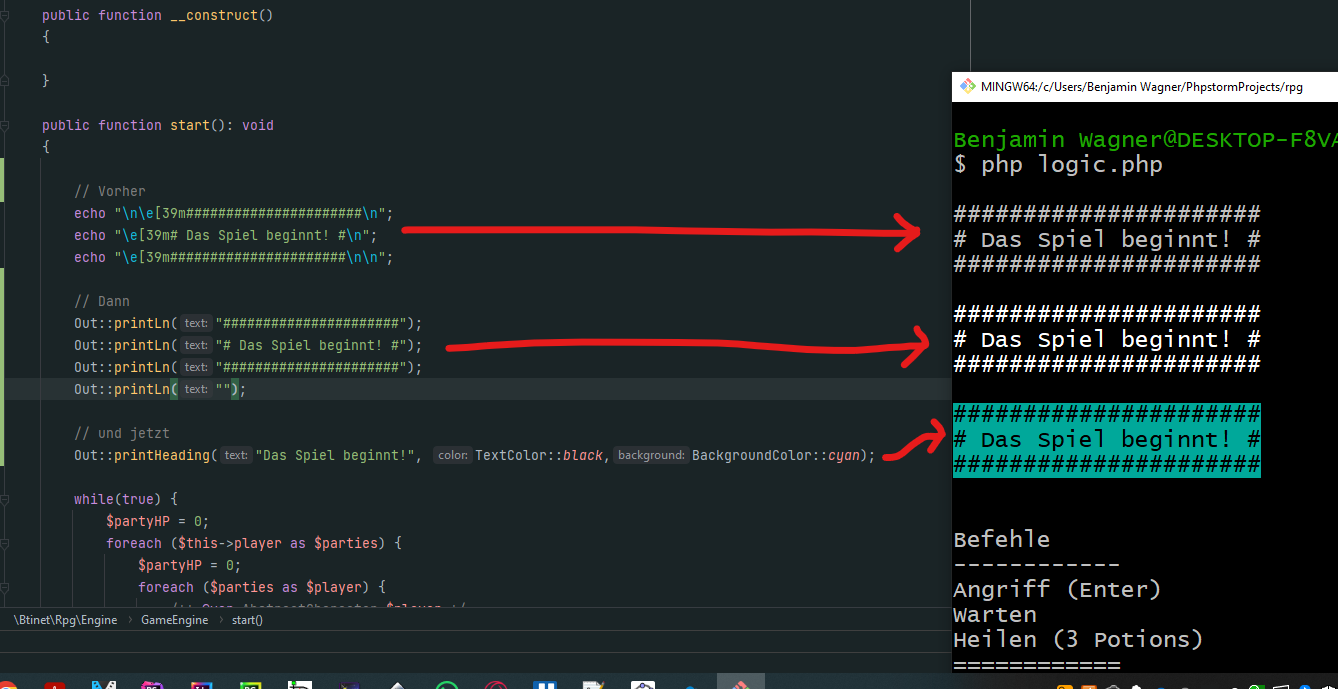 public function __construct()
{
}
public function start(): void
{
// Vorher
echo "\n\e[39m######################\n";
echo "\e[39m# Das Spiel beginnt! #\n";
echo "\e[39m######################\n\n";
// Dann
Out::printLn( text: "######################");
Out::printLn( text: "# Das Spiel beginnt! #");
Out::printLn( text: "######################");
Out::printLn( text: "");
// und jetzt
Out::printHeading( text: "Das Spiel beginnt!", color: TextColor::black, background: BackgroundColor::cyan);
while(true) {
$partyHP = 0;
foreach ($this->player as $parties) {
$partyHP = 0;
foreach ($parties as $player) {
\Btinet\Rpg\Engine › GameEngine › start()
MINGW64:/c/Users/Benjamin Wagner/PhpstormProjects/rpg
Benjamin Wagner@DESKTOP-F8VA
$ php logic.php
######################
# Das Spiel beginnt! #
######################
######################
# Das Spiel beginnt! #
######################
######################
# Das Spiel beginnt! #
######################
Befehle
------------
Angriff (Enter)
Warten
Heilen (3 Potions)
============